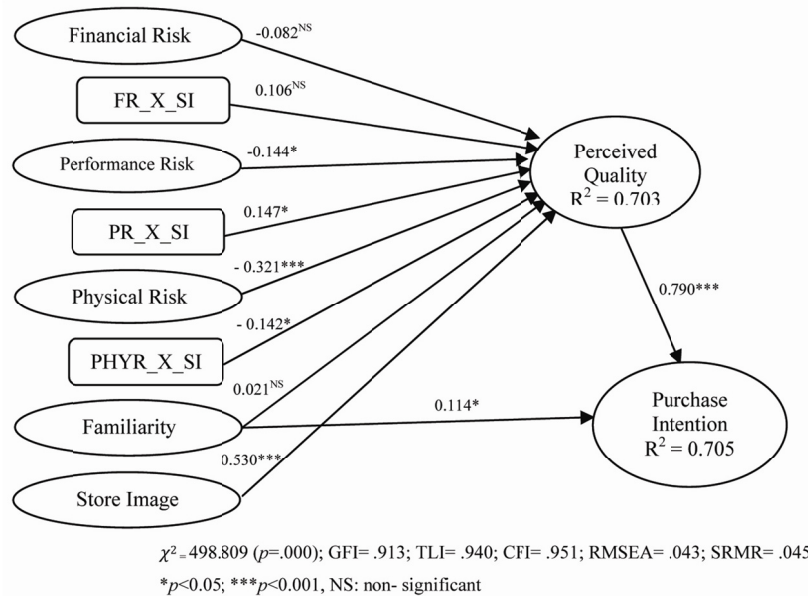 Financial Risk
-0.082NS
FR_X_SI
0.106NS
Performance Risk
-0.144*
PR_X_SI
0.147*
Physical Risk
- 0.321***
PHYR_X_SI
- 0.142*
Familiarity
0.021NS
0.114*
Store Image
0.530***
Perceived
Quality
R² = 0.703
0.790***
Purchase
Intention
R² = 0.705
χ² = 498.809 (p=.000); GFI= .913; TLI= .940; CFI= .951; RMSEA= .043; SRMR= .045
*p<0.05; ***p<0.001, NS: non- significant